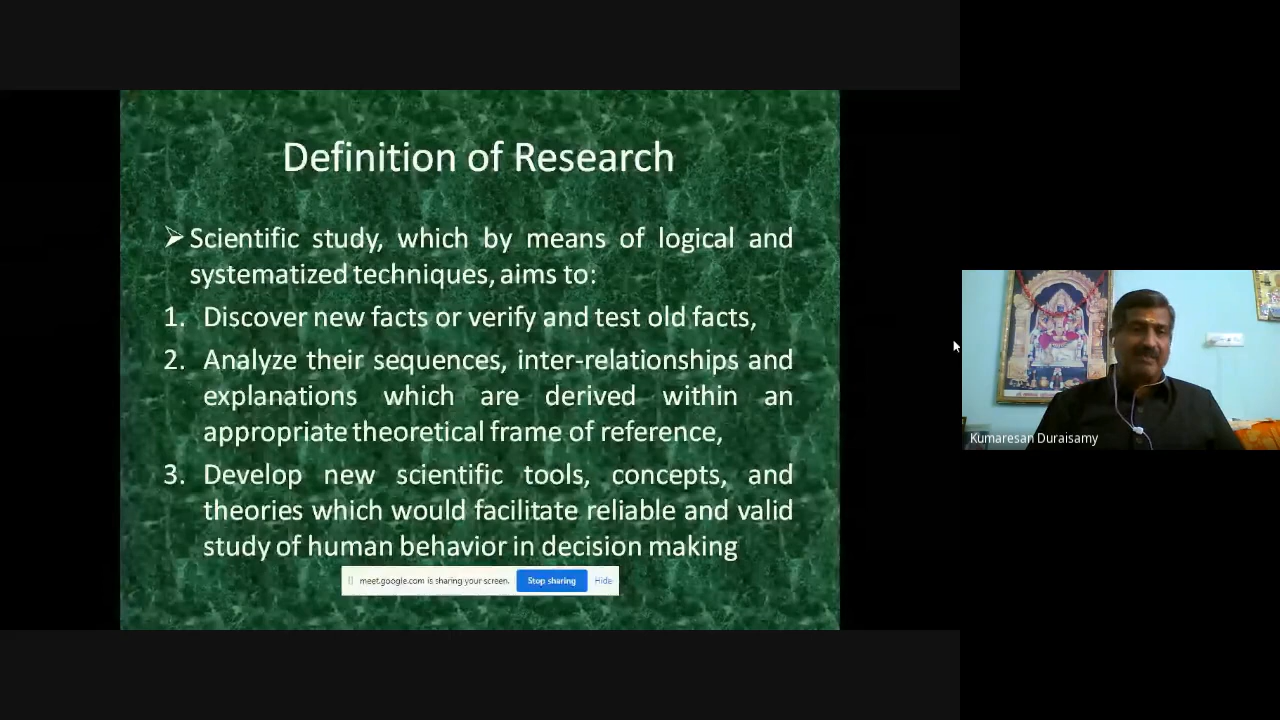 Definition of Research
➢Scientific study, which by means of logical and
systematized techniques, aims to:
1. Discover new facts or verify and test old facts,
2. Analyze their sequences, inter-relationships and
explanations which are derived within an
appropriate theoretical frame of reference,
3. Develop new scientific tools, concepts, and
theories which would facilitate reliable and valid
study of human behavior in decision making
meet.google.com is sharing your screen. Stop sharing Hide
Kumaresan Duraisamy